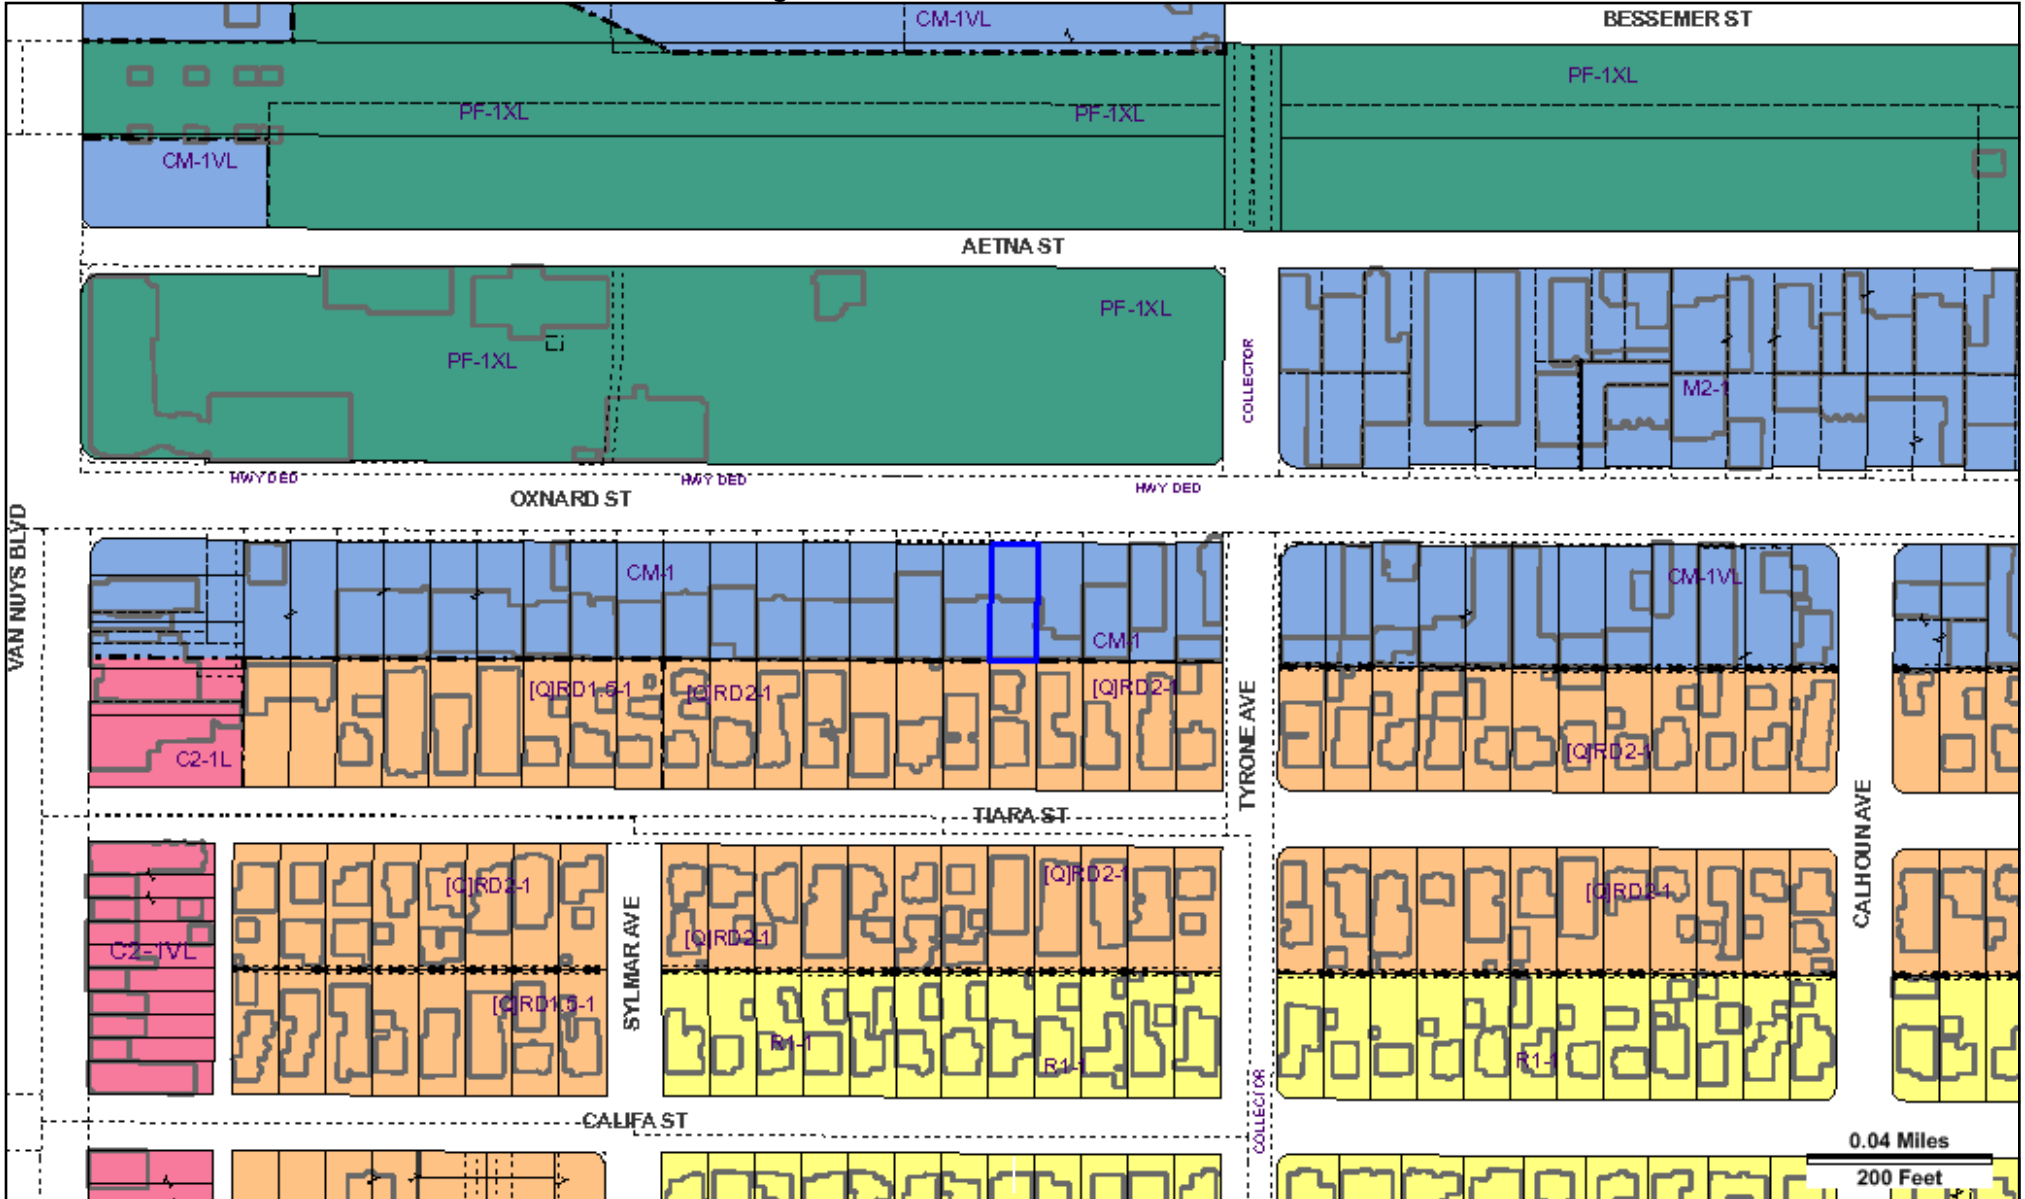 CM-1VL
BESSEMER ST
PF-1XL
PF-1XL
PF-1XL
CM-1VL
AETNA ST
PF-1XL
PF-1XL
COLLECTOR
M2-1
HWY DED
HWY DED
HWY DED
OXNARD ST
VAN NUYS BLVD
CM-1
CM-1VL
CM-1
[Q]RD1.5-1
[Q]RD2-1
[Q]RD2-1
C2-1L
[Q]RD2-1
TYRONE AVE
TIARA ST
CALHOUN AVE
[Q]RD2-1
[Q]RD2-1
[Q]RD2-1
[Q]RD2-1
C2-1VL
SYLMAR AVE
[Q]RD1.5-1
R1-1
R1-1
R1-1
COLLECTOR
CALIFA ST
0.04 Miles
200 Feet